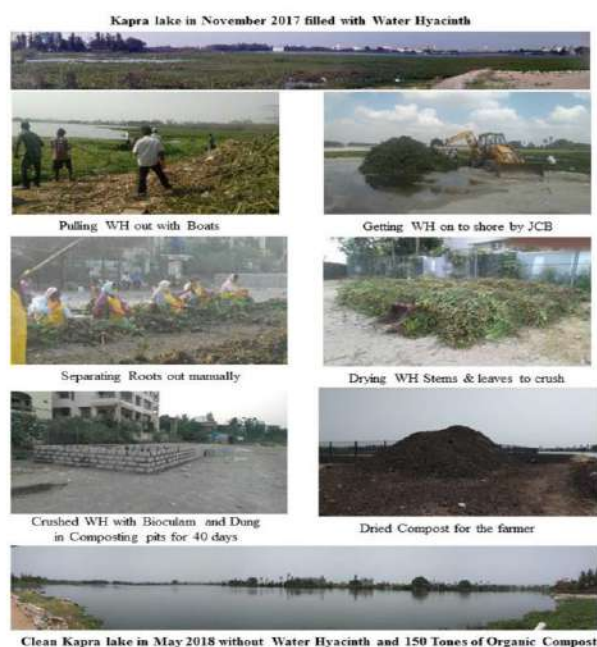 Kapra lake in November 2017 filled with Water Hyacinth
Pulling WH out with Boats
Getting WH on to shore by JCB
Separating Roots out manually
Drying WH Stems & leaves to crush
Crushed WH with Bioculam and Dung
in Composting pits for 40 days
Dried Compost for the farmer
Clean Kapra lake in May 2018 without Water Hyacinth and 150 Tones of Organic Compost